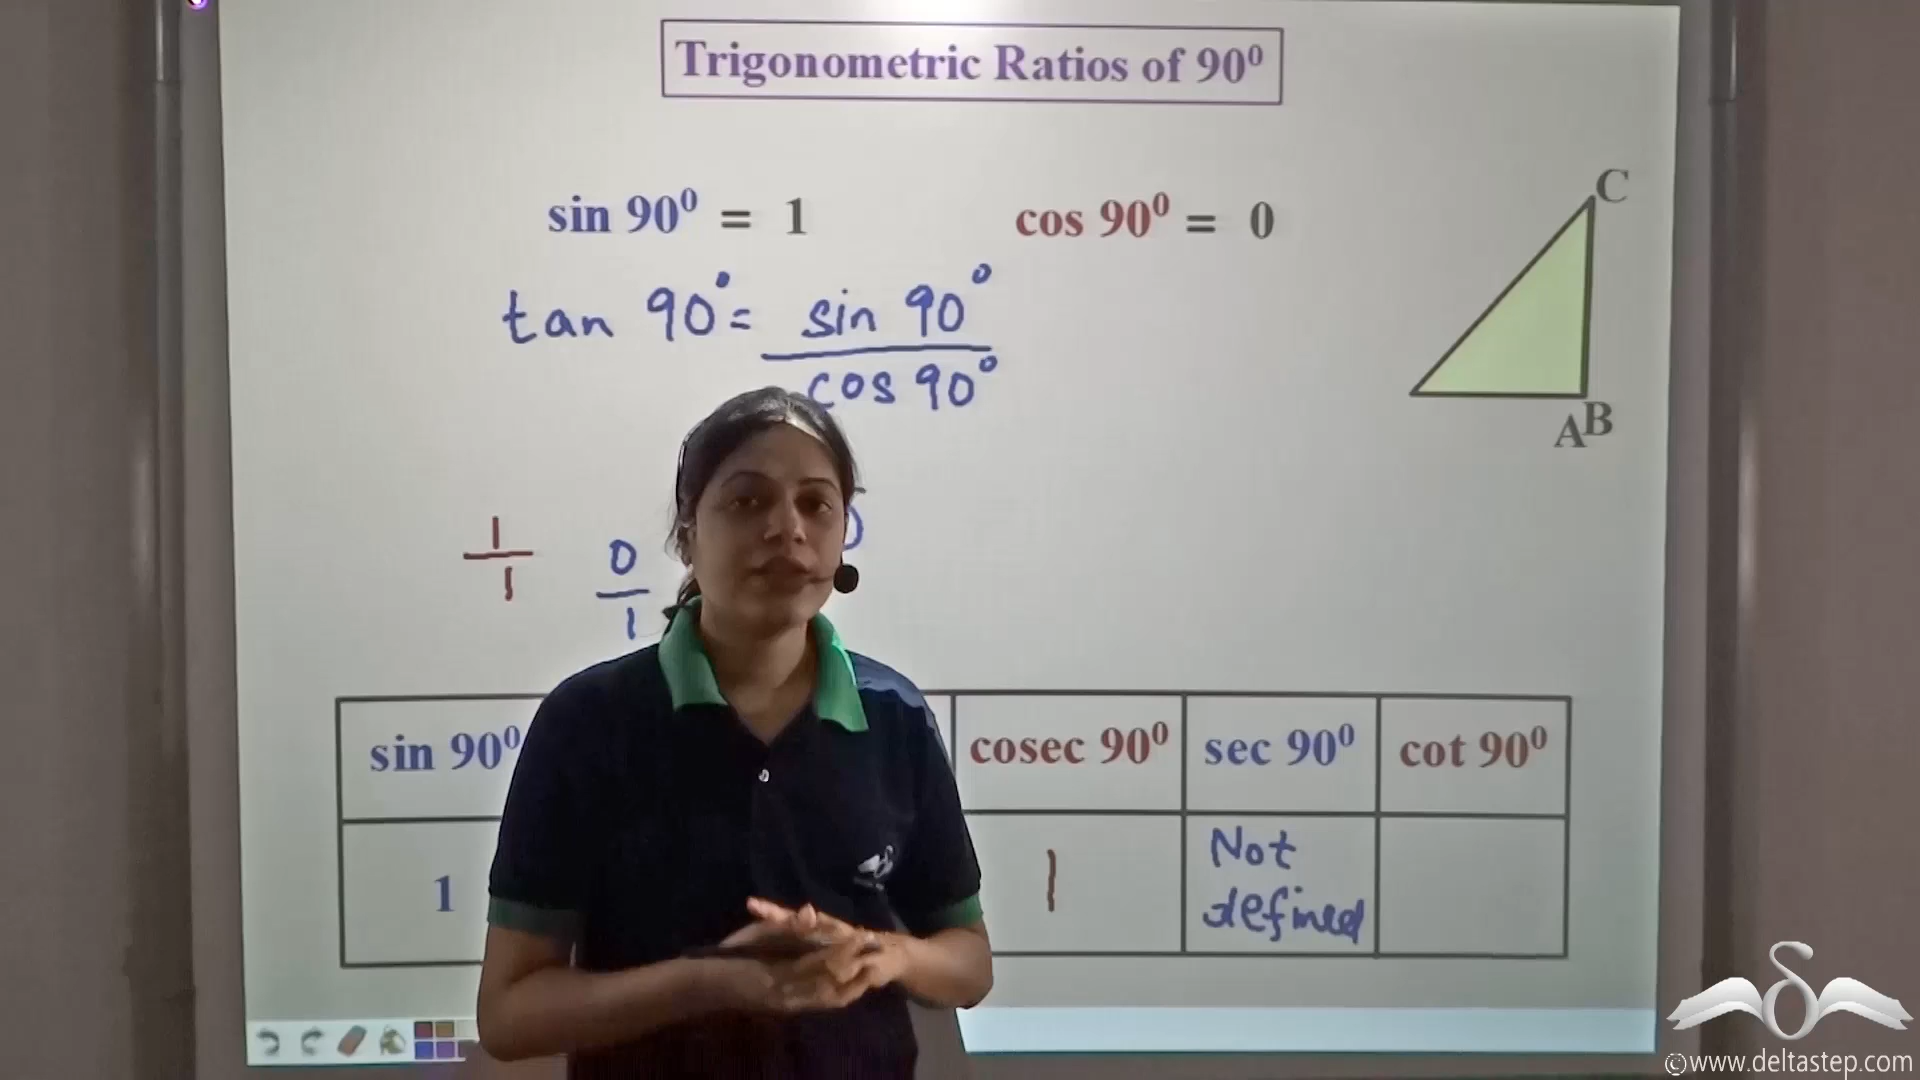 Trigonometric Ratios of 90⁰
sin 90⁰ = 1
cos 90⁰ = 0
C
tan 90° = sin 90°
cos 90°
AB
1
1
0
1
sin 90⁰
cosec 90⁰
sec 90⁰
cot 90⁰
1
1
Not
defined
©www.deltastep.com